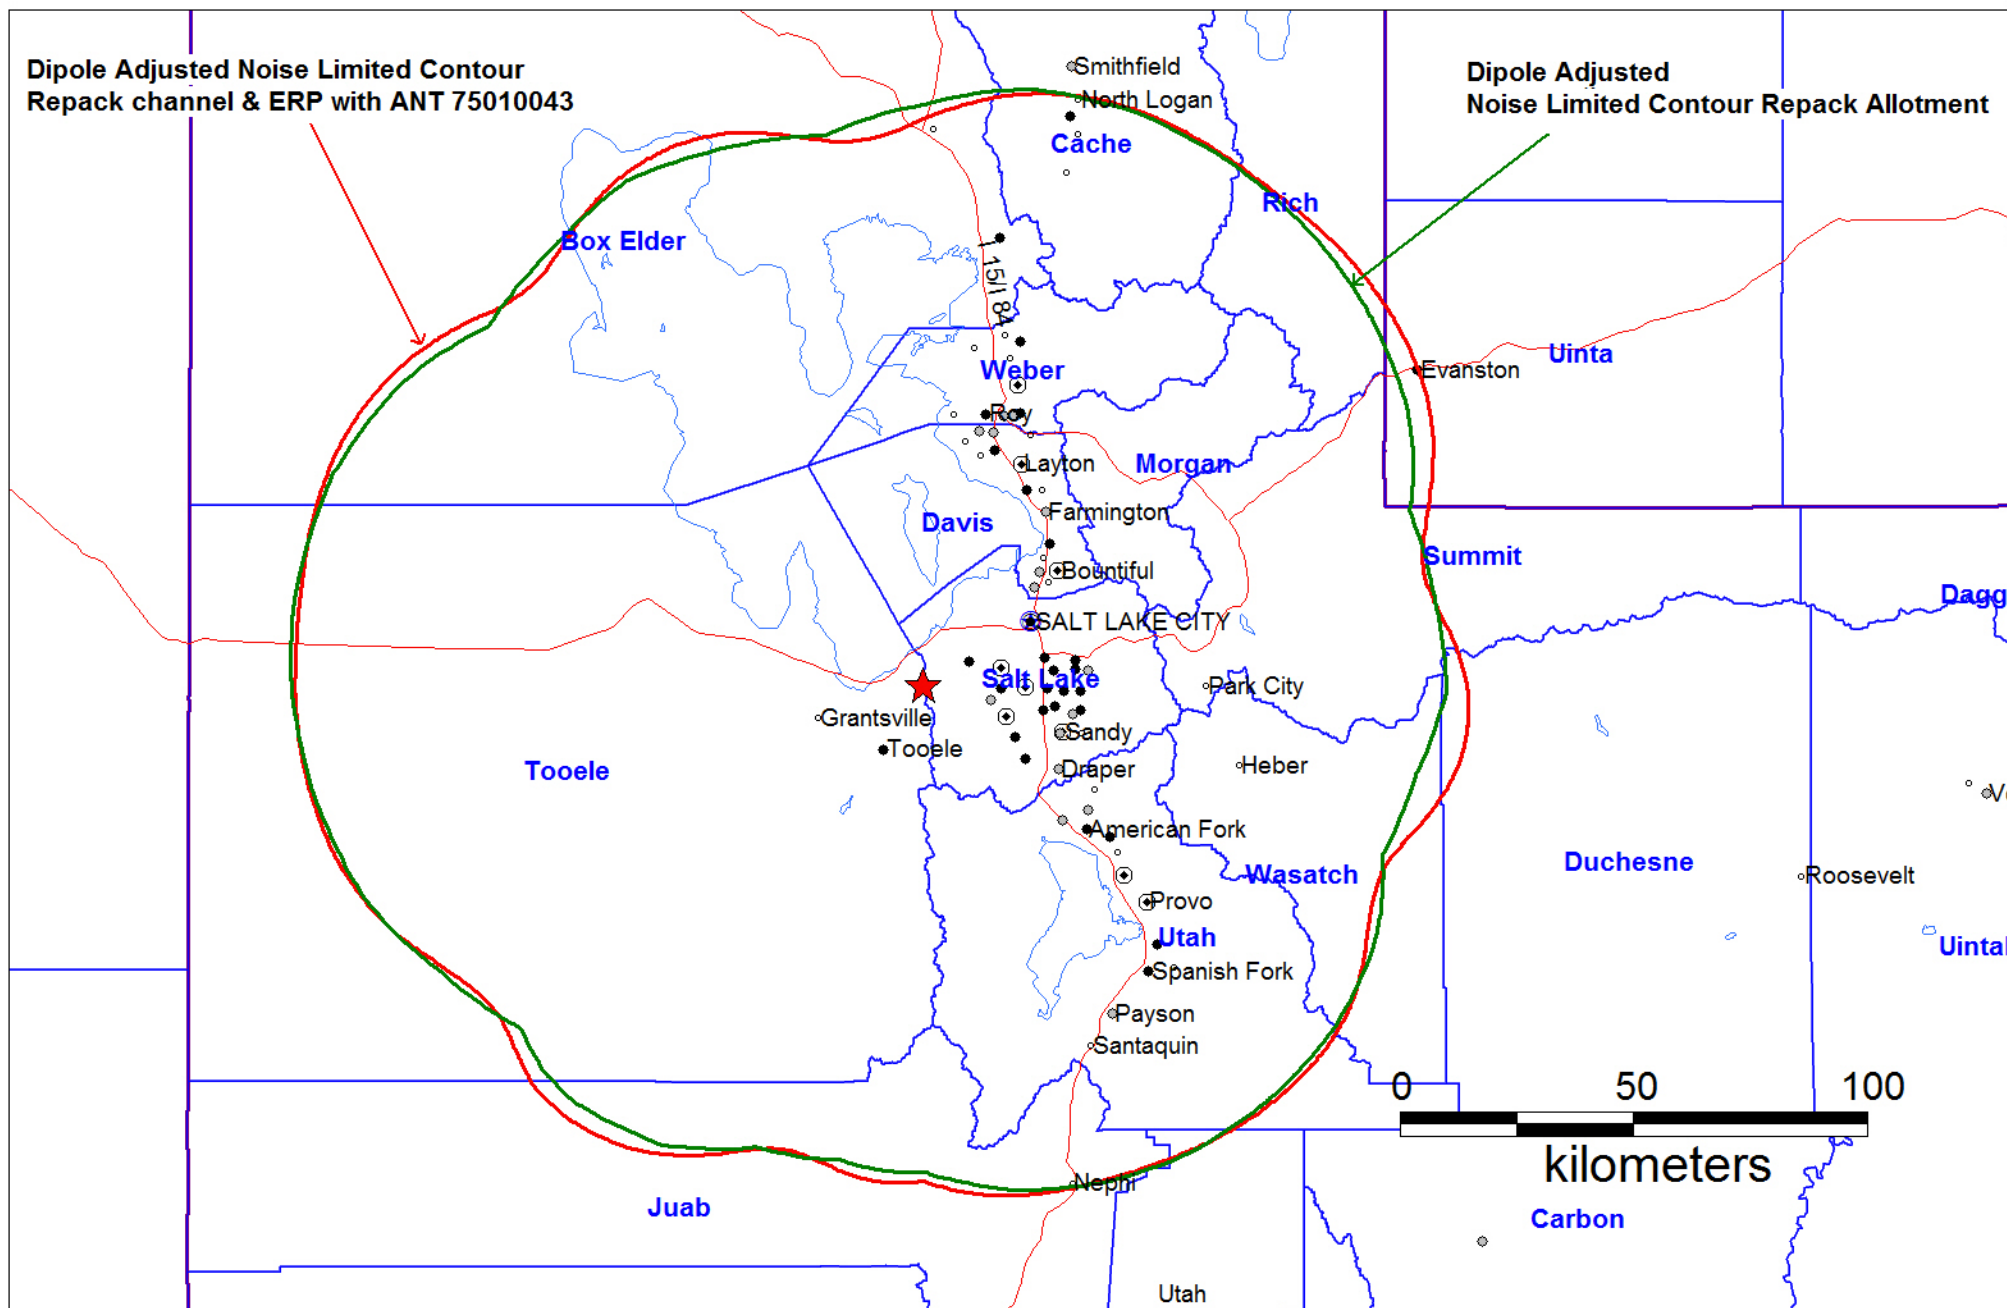 Dipole Adjusted Noise Limited Contour
Repack channel & ERP with ANT 75010043
Dipole Adjusted
Noise Limited Contour Repack Allotment
Smithfield
North Logan
Cache
Rich
Box Elder
I 15/I 84
Uinta
Evanston
Weber
Roy
Layton
Morgan
Farmington
Davis
Summit
Bountiful
Dagg
SALT LAKE CITY
Salt Lake
Park City
Grantsville
Sandy
Tooele
Tooele
Draper
Heber
American Fork
Duchesne
Wasatch
Roosevelt
Provo
Utah
Uintal
Spanish Fork
Payson
Santaquin
0 50 100
kilometers
Nephi
Juab
Carbon
Utah